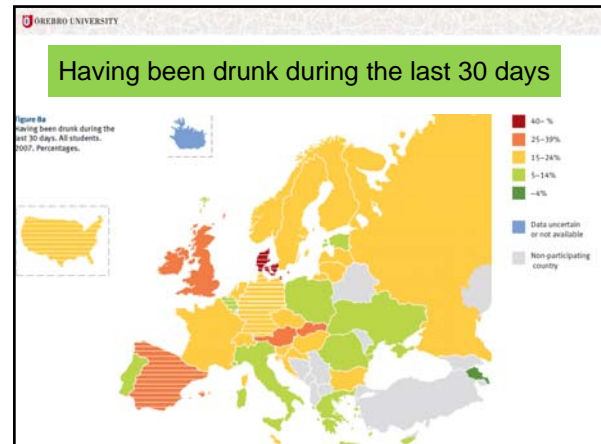 ÖREBRO UNIVERSITY
Having been drunk during the last 30 days
Figure 8a
Having been drunk during the
last 30 days. All students.
2007. Percentages.
40– %
25–39%
15–24%
5–14%
–4%
Data uncertain
or not available
Non-participating
country